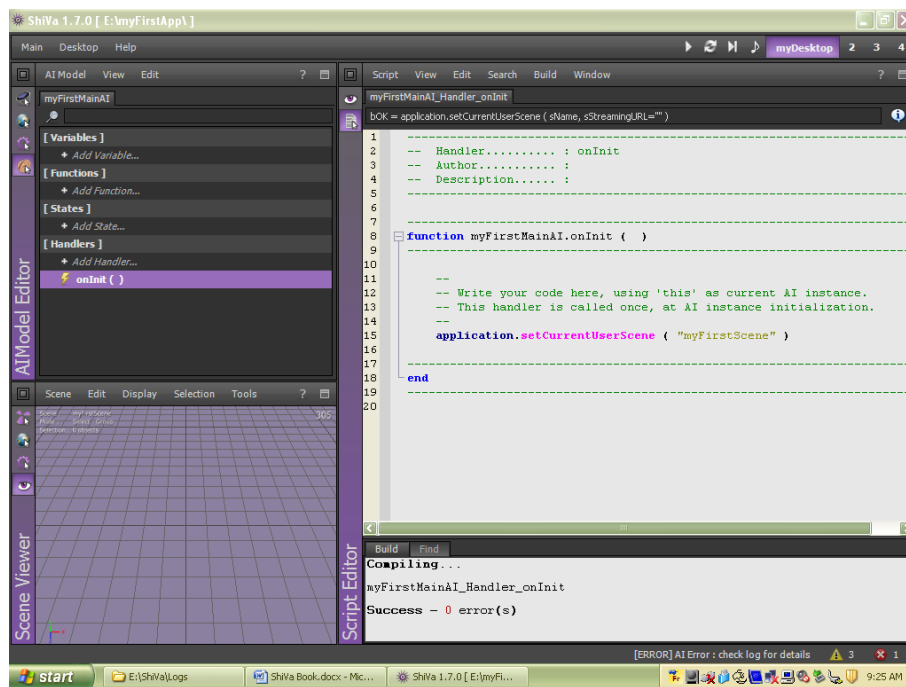 ShiVa 1.7.0 [ E:\myFirstApp\ ]
Main Desktop Help
myDesktop 2 3 4
AIModel View Edit ?
myFirstMainAI
[ Variables ]
+ Add Variable...
[ Functions ]
+ Add Function...
[ States ]
+ Add State...
[ Handlers ]
+ Add Handler...
onInit ( )
AIModel Editor
Scene Edit Display Selection Tools ?
305
Scene Viewer
Script View Edit Search Build Window ?
myFirstMainAI_Handler_onInit
bOK = application.setCurrentUserScene ( sName, sStreamingURL="" )
1 --------------------------------------------------------------------------------
2 -- Handler.......... : onInit
3 -- Author........... :
4 -- Description...... :
5 --------------------------------------------------------------------------------
6
7 --------------------------------------------------------------------------------
8 function myFirstMainAI.onInit ( )
9 --------------------------------------------------------------------------------
10
11 --
12 -- Write your code here, using 'this' as current AI instance.
13 -- This handler is called once, at AI instance initialization.
14 --
15 application.setCurrentUserScene ( "myFirstScene" )
16
17 --------------------------------------------------------------------------------
18 end
19 --------------------------------------------------------------------------------
20
Script Editor
Build Find
Compiling...
myFirstMainAI_Handler_onInit
Success - 0 error(s)
[ERROR] AI Error : check log for details 3 1
start E:\ShiVa\Logs ShiVa Book.docx - Mic... ShiVa 1.7.0 [ E:\myFi... Fr 9:25 AM